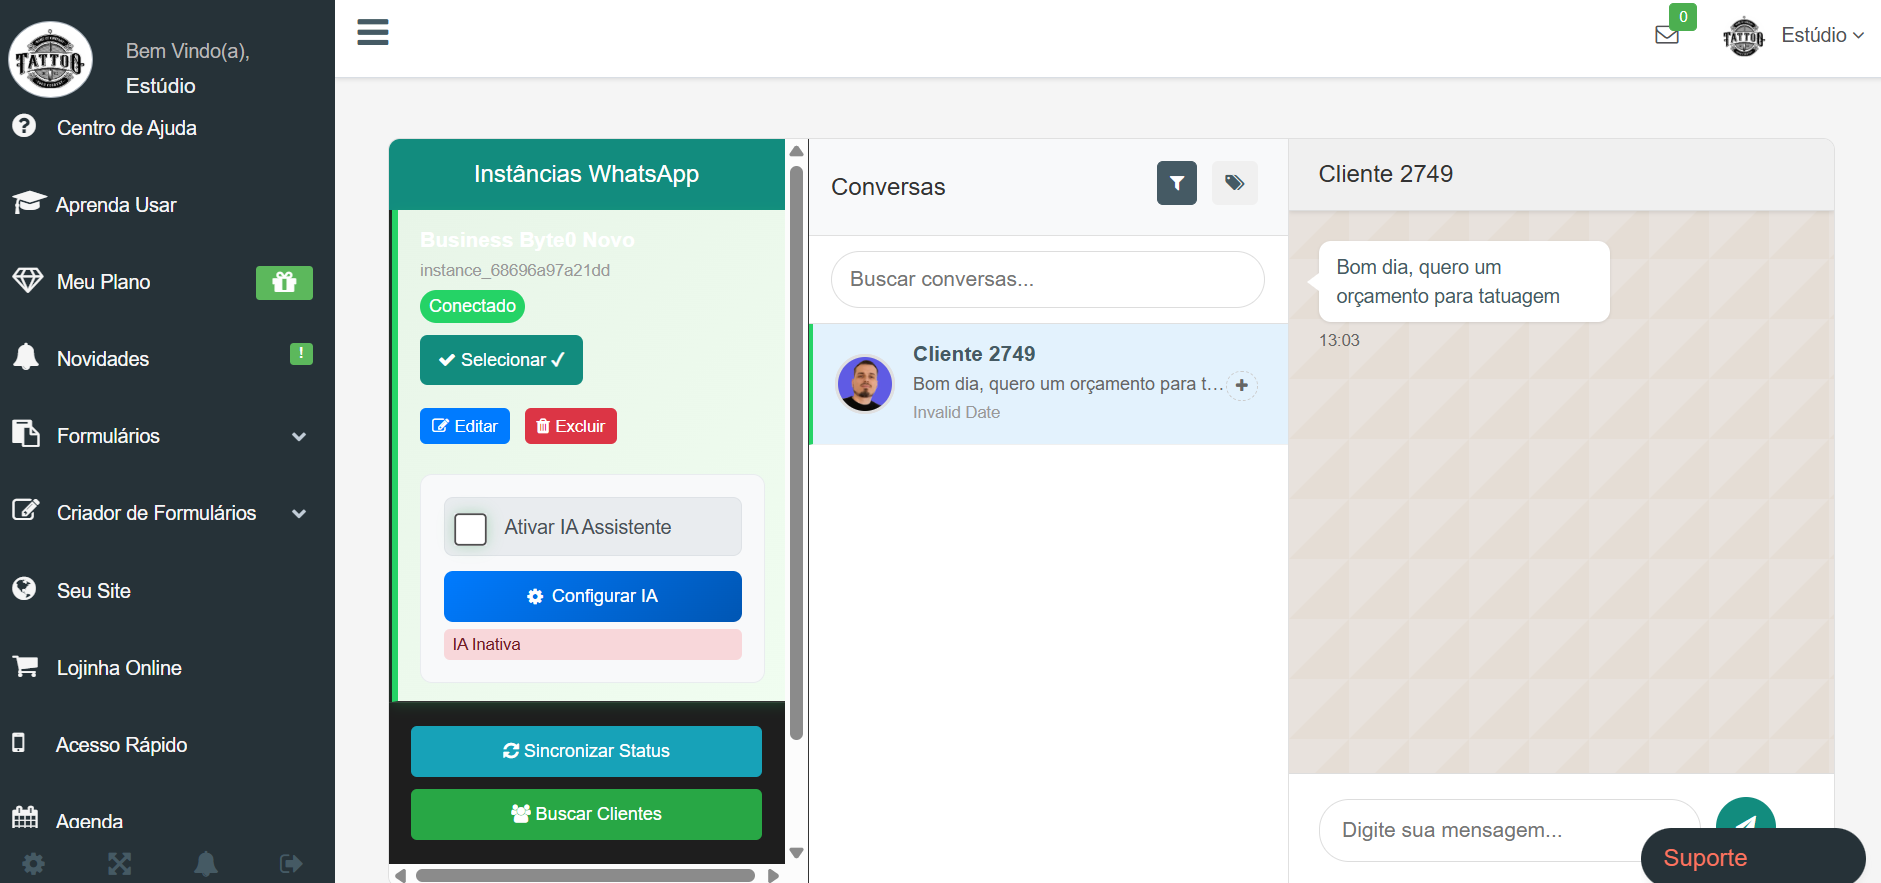 TATTOO
Bem Vindo(a),
Estúdio
Centro de Ajuda
Aprenda Usar
Meu Plano
Novidades
!
Formulários
Criador de Formulários
Seu Site
Lojinha Online
Acesso Rápido
Agenda
0
TATTOO
Estúdio
Instâncias WhatsApp
Business Byte0 Novo
instance_68696a97a21dd
Conectado
Selecionar ✓
Editar
Excluir
Ativar IA Assistente
Configurar IA
IA Inativa
Sincronizar Status
Buscar Clientes
Conversas
Buscar conversas...
Cliente 2749
Bom dia, quero um orçamento para t...
Invalid Date
Cliente 2749
Bom dia, quero um
orçamento para tatuagem
13:03
Digite sua mensagem...
Suporte